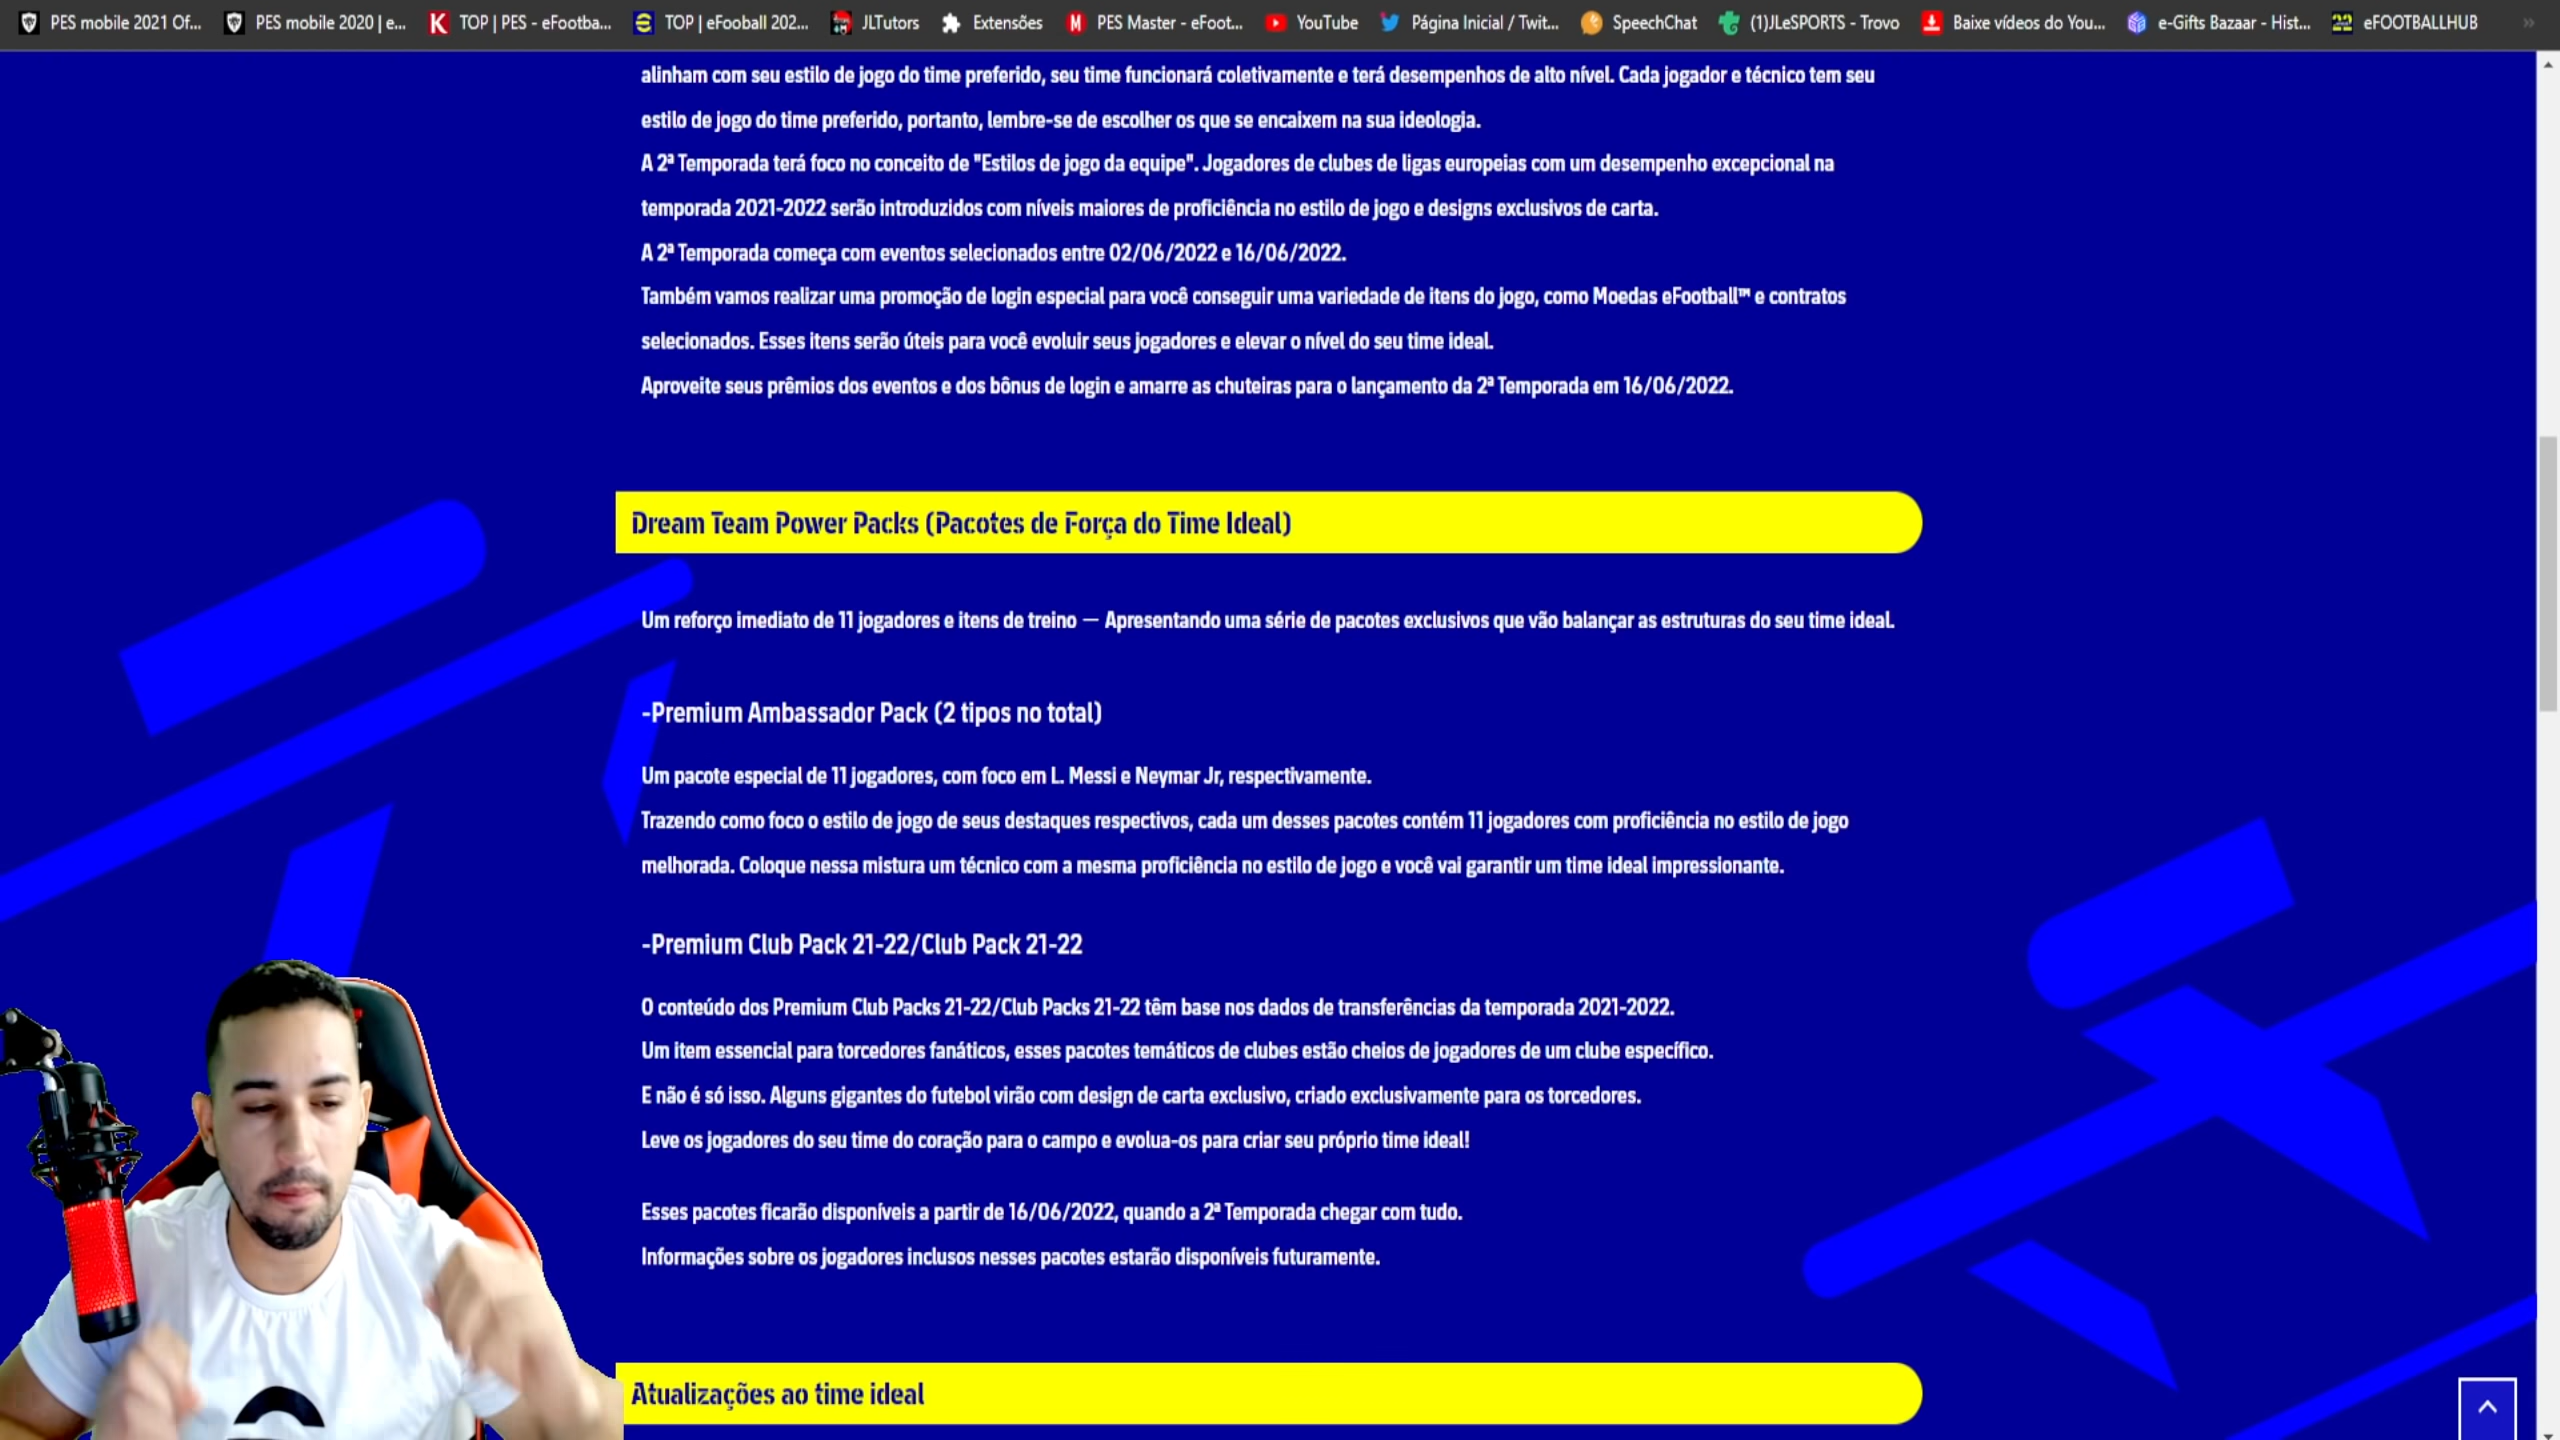 PES mobile 2021 Of...
PES mobile 2020 | e...
TOP | PES - eFootba...
TOP | eFooball 202...
JLTutors
Extensões
PES Master - eFoot...
YouTube
Página Inicial / Twit...
SpeechChat
(1)JLeSPORTS - Trovo
Baixe vídeos do You...
e-Gifts Bazaar - Hist...
eFOOTBALLHUB
alinham com seu estilo de jogo do time preferido, seu time funcionará coletivamente e terá desempenhos de alto nível. Cada jogador e técnico tem seu
estilo de jogo do time preferido, portanto, lembre-se de escolher os que se encaixem na sua ideologia.
A 2ª Temporada terá foco no conceito de "Estilos de jogo da equipe". Jogadores de clubes de ligas europeias com um desempenho excepcional na
temporada 2021-2022 serão introduzidos com níveis maiores de proficiência no estilo de jogo e designs exclusivos de carta.
A 2ª Temporada começa com eventos selecionados entre 02/06/2022 e 16/06/2022.
Também vamos realizar uma promoção de login especial para você conseguir uma variedade de itens do jogo, como Moedas eFootball™ e contratos
selecionados. Esses itens serão úteis para você evoluir seus jogadores e elevar o nível do seu time ideal.
Aproveite seus prêmios dos eventos e dos bônus de login e amarre as chuteiras para o lançamento da 2ª Temporada em 16/06/2022.
Dream Team Power Packs (Pacotes de Força do Time Ideal)
Um reforço imediato de 11 jogadores e itens de treino — Apresentando uma série de pacotes exclusivos que vão balançar as estruturas do seu time ideal.
-Premium Ambassador Pack (2 tipos no total)
Um pacote especial de 11 jogadores, com foco em L. Messi e Neymar Jr, respectivamente.
Trazendo como foco o estilo de jogo de seus destaques respectivos, cada um desses pacotes contém 11 jogadores com proficiência no estilo de jogo
melhorada. Coloque nessa mistura um técnico com a mesma proficiência no estilo de jogo e você vai garantir um time ideal impressionante.
-Premium Club Pack 21-22/Club Pack 21-22
O conteúdo dos Premium Club Packs 21-22/Club Packs 21-22 têm base nos dados de transferências da temporada 2021-2022.
Um item essencial para torcedores fanáticos, esses pacotes temáticos de clubes estão cheios de jogadores de um clube específico.
E não é só isso. Alguns gigantes do futebol virão com design de carta exclusivo, criado exclusivamente para os torcedores.
Leve os jogadores do seu time do coração para o campo e evolua-os para criar seu próprio time ideal!
Esses pacotes ficarão disponíveis a partir de 16/06/2022, quando a 2ª Temporada chegar com tudo.
Informações sobre os jogadores inclusos nesses pacotes estarão disponíveis futuramente.
Atualizações ao time ideal